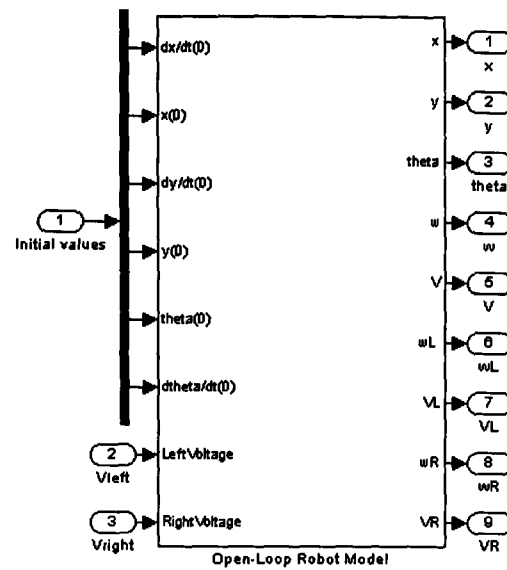 dx/dt(0)
x(0)
dy/dt(0)
1
Initial values
y(0)
theta(0)
dtheta/dt(0)
2
Vleft
LeftVoltage
3
Vright
RightVoltage
x
1
x
y
2
y
theta
3
theta
w
4
w
V
5
V
wL
6
wL
VL
7
VL
wR
8
wR
VR
9
VR
Open-Loop Robot Model